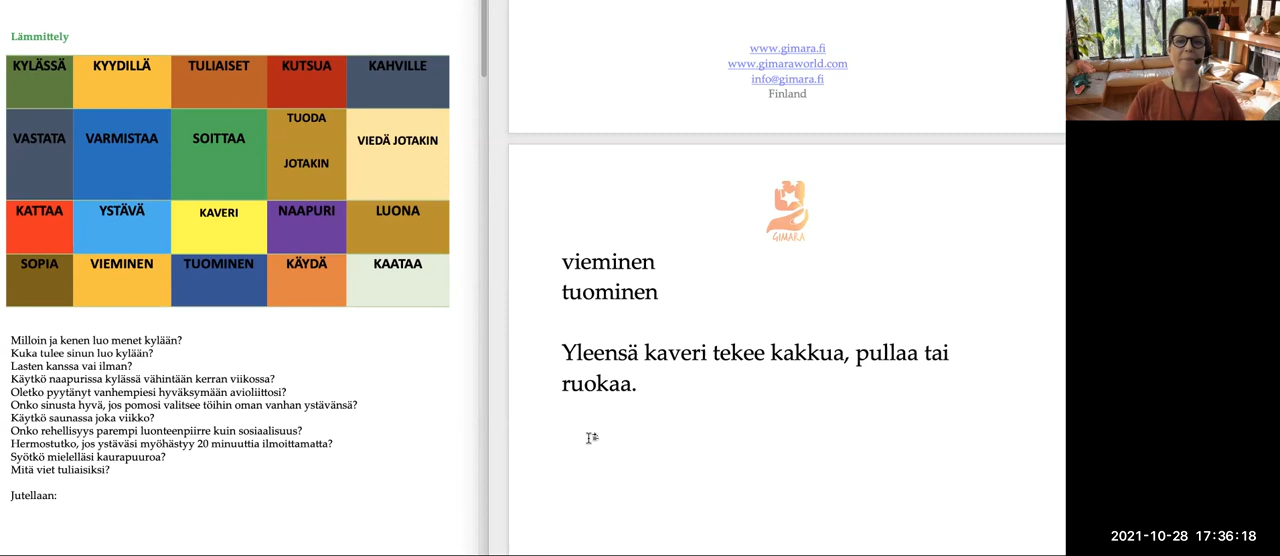 Lämmittely
KYLÄSSÄ KYYDILLÄ TULIAISET KUTSUA KAHVILLE
VASTATA VARMISTAA SOITTAA TUODA JOTAKIN VIEDÄ JOTAKIN
KATTAA YSTÄVÄ KAVERI NAAPURI LUONA
SOPIA VIEMINEN TUOMINEN KÄYDÄ KAATAA
Milloin ja kenen luo menet kylään?
Kuka tulee sinun luo kylään?
Lasten kanssa vai ilman?
Käytkö naapurissa kylässä vähintään kerran viikossa?
Oletko pyytänyt vanhempiesi hyväksymään avioliittosi?
Onko sinusta hyvä, jos pomosi valitsee töihin oman vanhan ystävänsä?
Käytkö saunassa joka viikko?
Onko rehellisyys parempi luonteenpiirre kuin sosiaalisuus?
Hermostutko, jos ystäväsi myöhästyy 20 minuuttia ilmoittamatta?
Syötkö mielelläsi kaurapuuroa?
Mitä viet tuliaisiksi?
Jutellaan:
www.gimara.fi
www.gimaraworld.com
info@gimara.fi
Finland
GIMARA
vieminen
tuominen
Yleensä kaveri tekee kakkua, pullaa tai
ruokaa.
2021-10-28 17:36:18